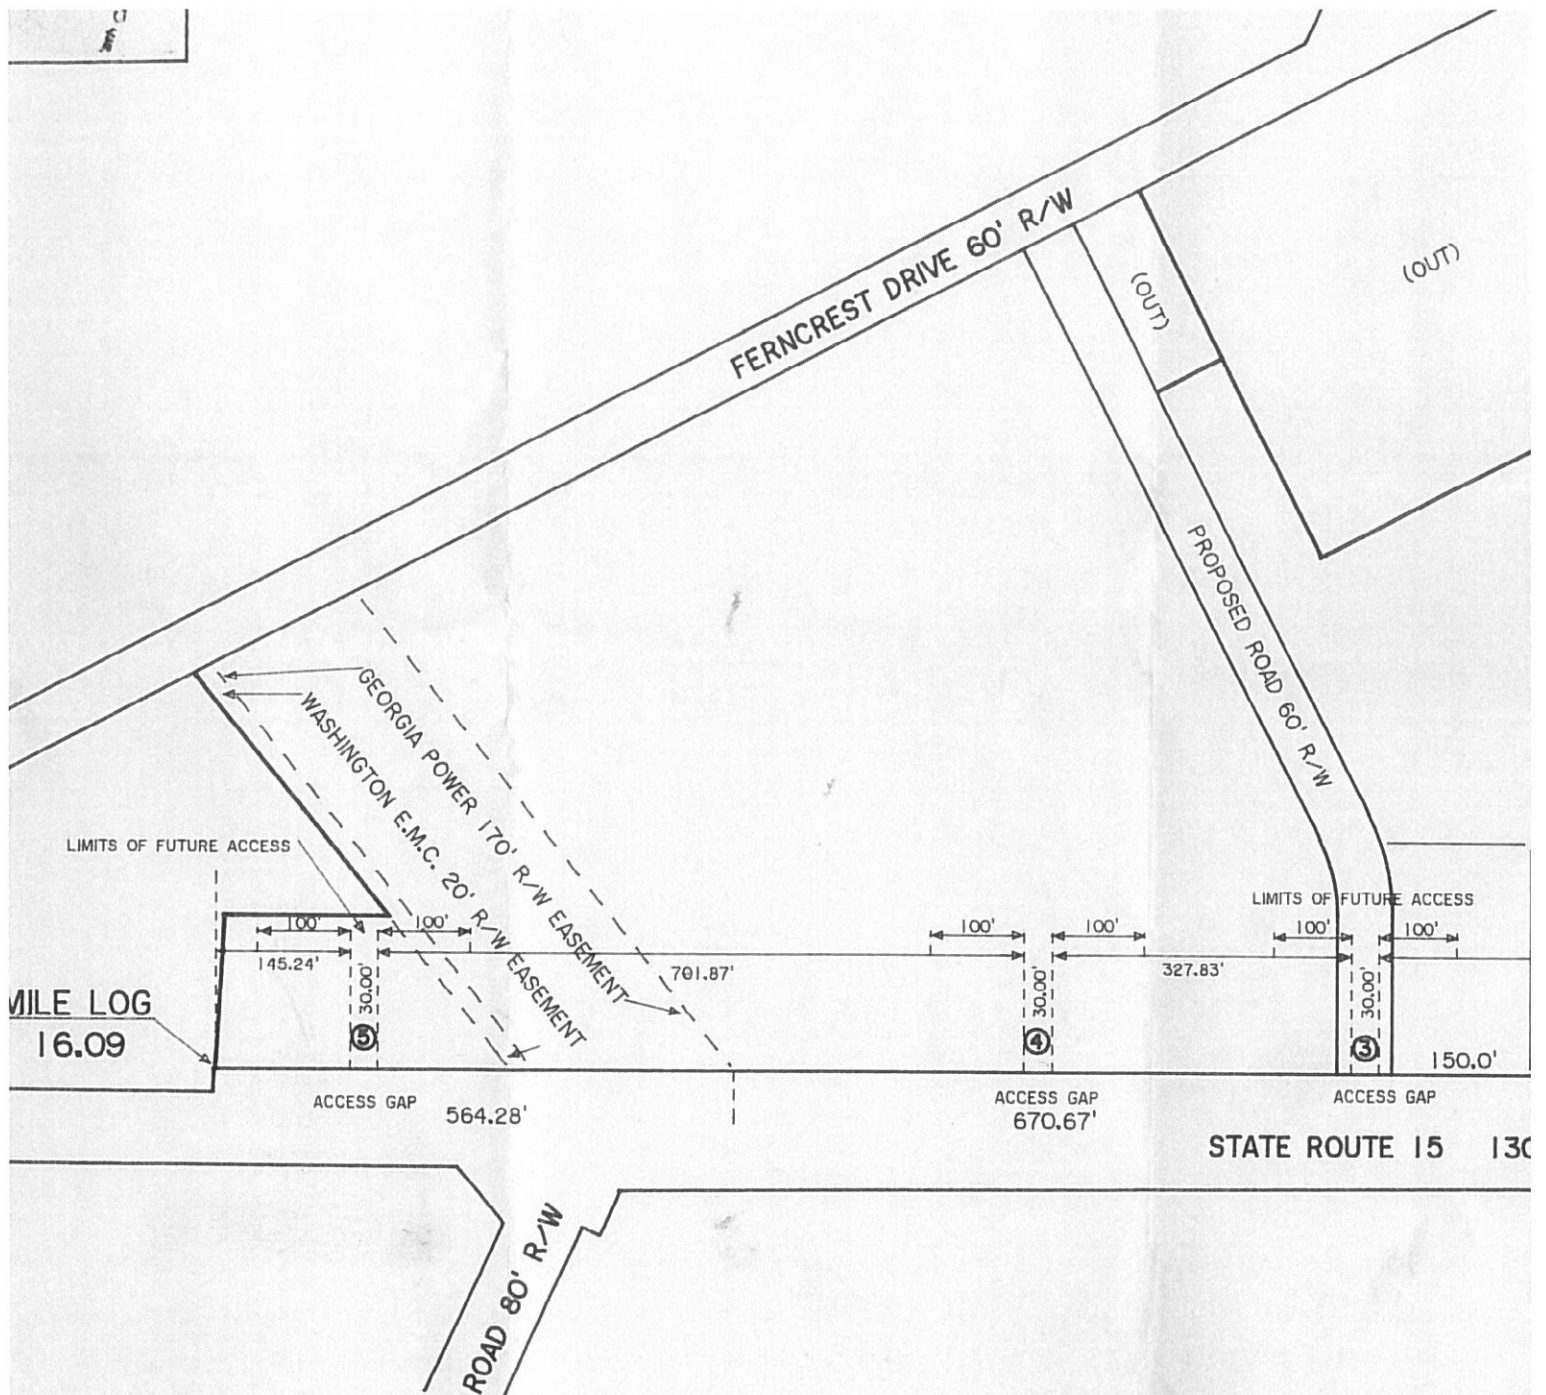 CT
FERNCREST DRIVE 60' R/W
(OUT)
(OUT)
PROPOSED ROAD 60' R/W
GEORGIA POWER 170' R/W EASEMENT
WASHINGTON E.M.C. 20' R/W EASEMENT
LIMITS OF FUTURE ACCESS
LIMITS OF FUTURE ACCESS
100'
100'
100'
100'
100'
100'
145.24'
701.87'
327.83'
30.00'
30.00'
30.00'
MILE LOG
16.09
5
4
3
150.0'
ACCESS GAP
564.28'
ACCESS GAP
670.67'
ACCESS GAP
STATE ROUTE 15 130
ROAD 80' R/W